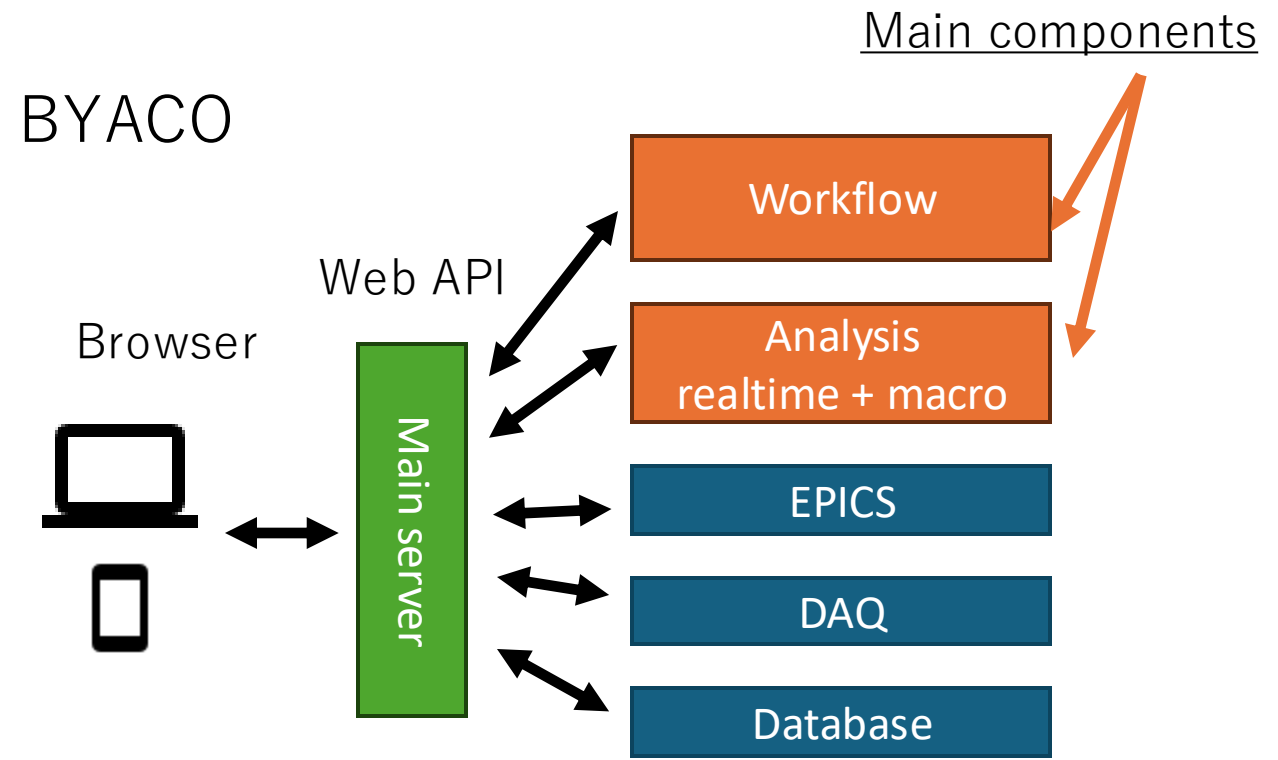 Main components
BYACO
Workflow
Web API
Browser
Analysis
realtime + macro
Main server
EPICS
DAQ
Database